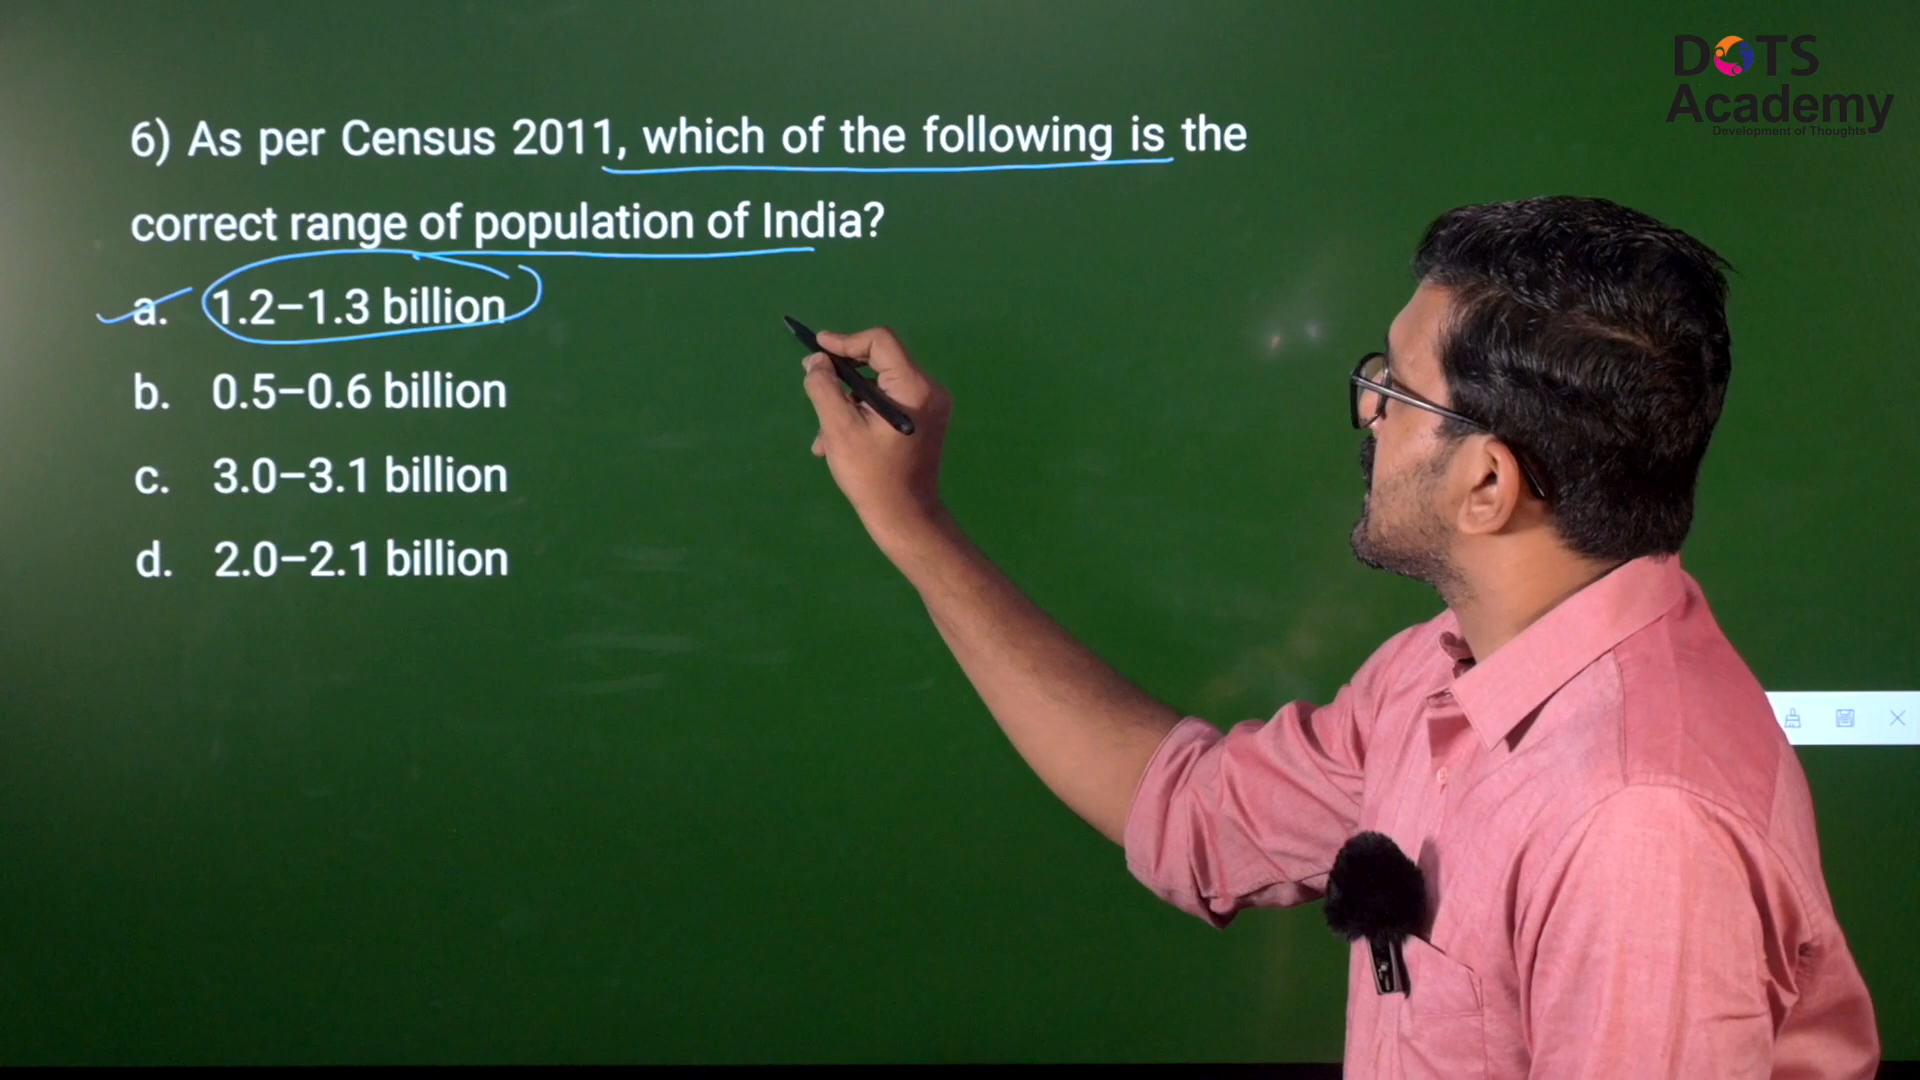 DOTS
Academy
Development of Thoughts
6) As per Census 2011, which of the following is the
correct range of population of India?
a. 1.2–1.3 billion
b. 0.5–0.6 billion
c. 3.0–3.1 billion
d. 2.0–2.1 billion